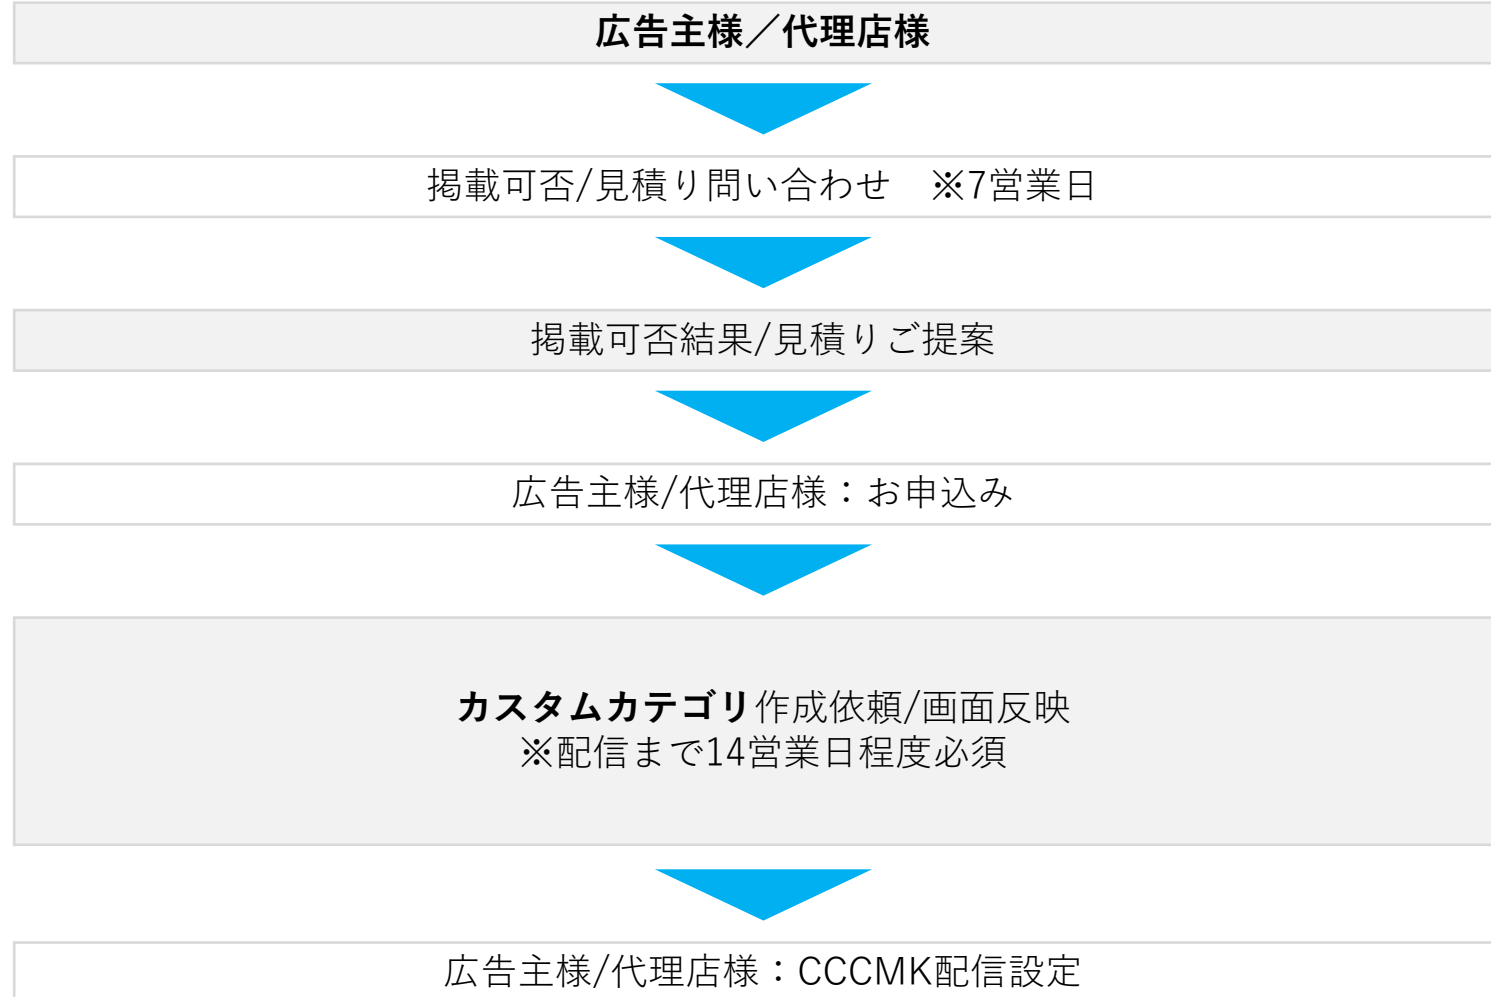 広告主様／代理店様
掲載可否/見積り問い合わせ　※7営業日
掲載可否結果/見積りご提案
広告主様/代理店様：お申込み
カスタムカテゴリ作成依頼/画面反映
※配信まで14営業日程度必須
広告主様/代理店様：CCCMK配信設定